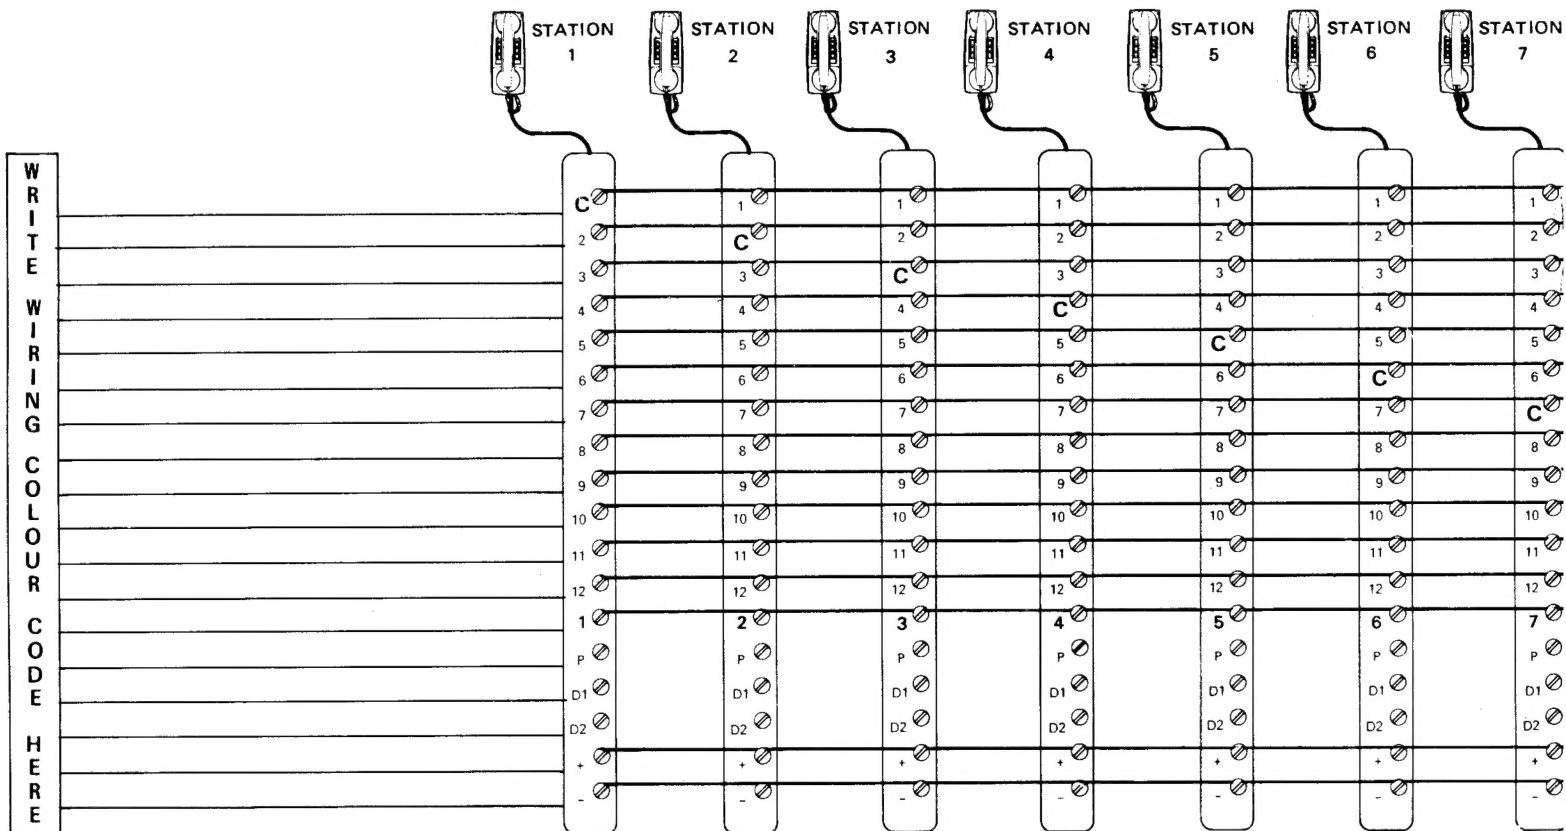 STATION 1 STATION 2 STATION 3 STATION 4 STATION 5 STATION 6 STATION 7
WRITE WIRING COLOUR CODE HERE
C 1 1 1 1 1 1
2 C 2 2 2 2 2
3 3 C 3 3 3 3
4 4 4 C 4 4 4
5 5 5 5 C 5 5
6 6 6 6 6 C 6
7 7 7 7 7 7 C
8 8 8 8 8 8 8
9 9 9 9 9 9 9
10 10 10 10 10 10 10
11 11 11 11 11 11 11
12 12 12 12 12 12 12
1 2 3 4 5 6 7
P P P P P P P
D1 D1 D1 D1 D1 D1 D1
D2 D2 D2 D2 D2 D2 D2
+ + + + + + +
- - - - - - -